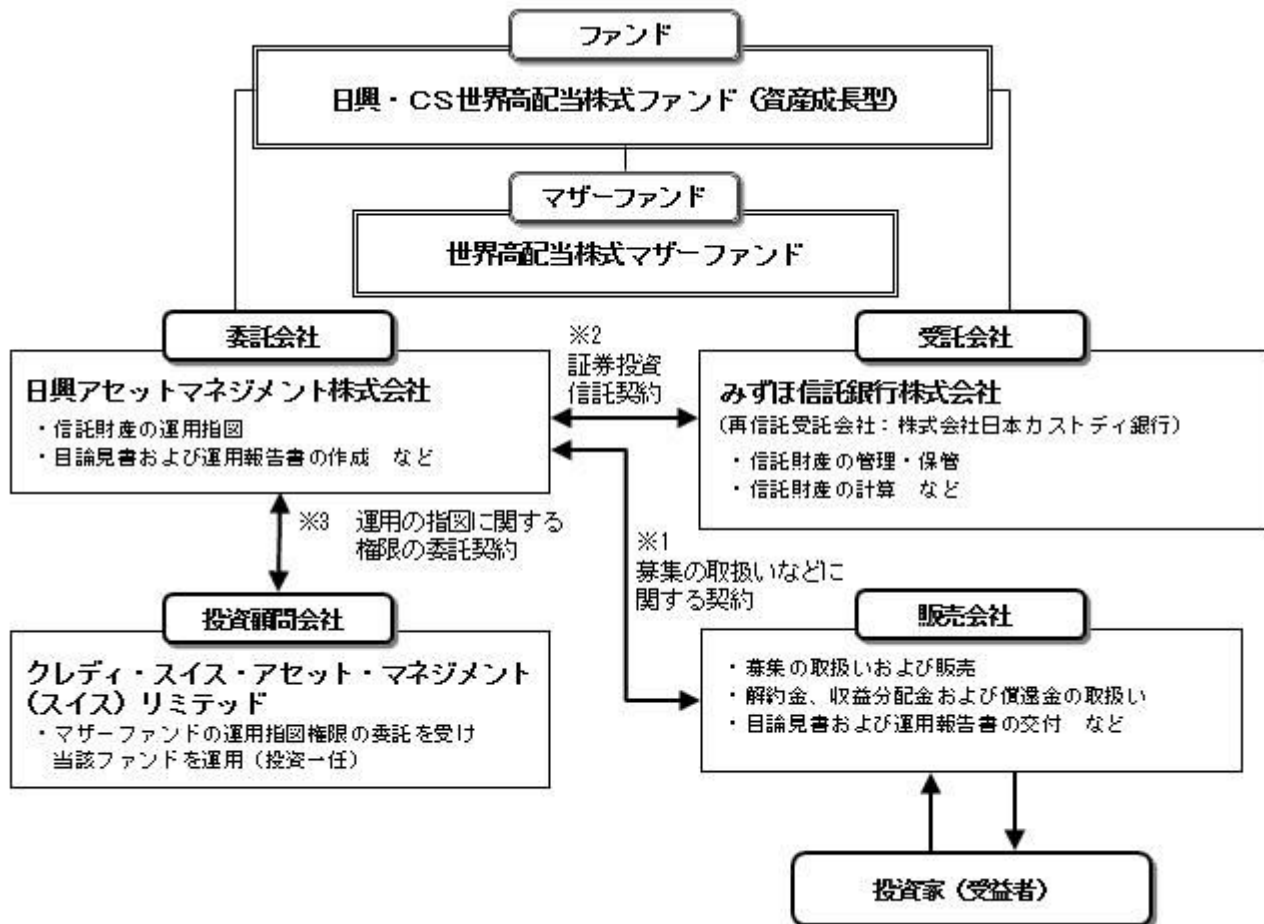 ファンド
日興・CS世界高配当株式ファンド(資産成長型)
マザーファンド
世界高配当株式マザーファンド
委託会社
日興アセットマネジメント株式会社
・信託財産の運用指図
・目論見書および運用報告書の作成 など
※2
証券投資
信託契約
受託会社
みずほ信託銀行株式会社
(再信託受託会社:株式会社日本カストディ銀行)
・信託財産の管理・保管
・信託財産の計算 など
※3 運用の指図に関する
権限の委託契約
※1
募集の取扱いなどに
関する契約
投資顧問会社
クレディ・スイス・アセット・マネジメント
(スイス)リミテッド
・マザーファンドの運用指図権限の委託を受け
当該ファンドを運用(投資一任)
販売会社
・募集の取扱いおよび販売
・解約金、収益分配金および償還金の取扱い
・目論見書および運用報告書の交付 など
投資家(受益者)